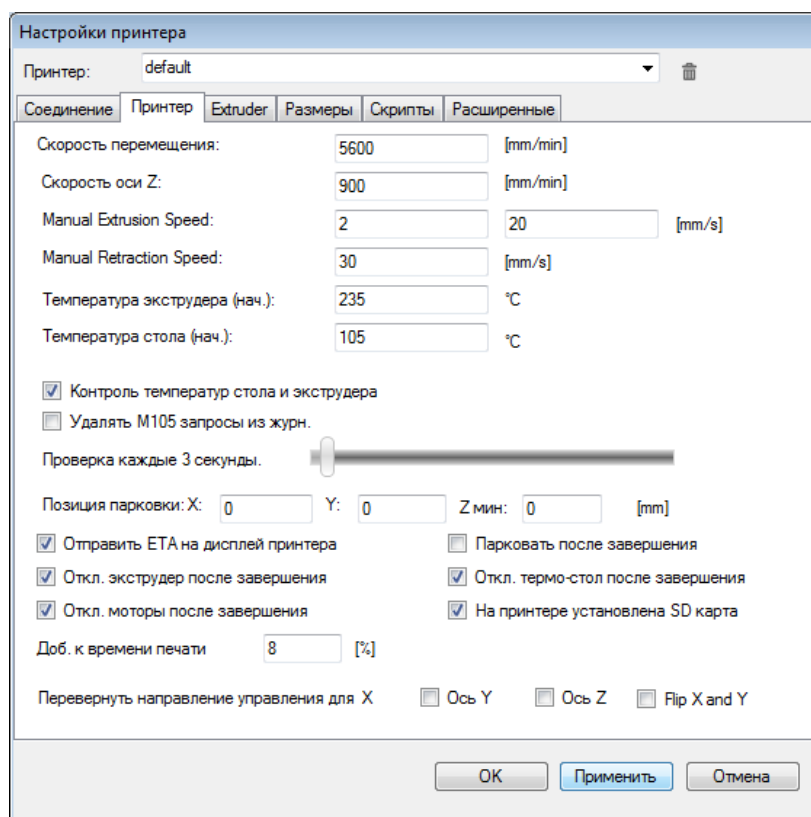 Настройки принтера
Принтер: default
Соединение Принтер Extruder Размеры Скрипты Расширенные
Скорость перемещения: 5600 [mm/min]
Скорость оси Z: 900 [mm/min]
Manual Extrusion Speed: 2 20 [mm/s]
Manual Retraction Speed: 30 [mm/s]
Температура экструдера (нач.): 235 °C
Температура стола (нач.): 105 °C
Контроль температур стола и экструдера
Удалять M105 запросы из журн.
Проверка каждые 3 секунды.
Позиция парковки: X: 0 Y: 0 Z мин: 0 [mm]
Отправить ETA на дисплей принтера Парковать после завершения
Откл. экструдер после завершения Откл. термо-стол после завершения
Откл. моторы после завершения На принтере установлена SD карта
Доб. к времени печати 8 [%]
Перевернуть направление управления для X Ось Y Ось Z Flip X and Y
OK Применить Отмена